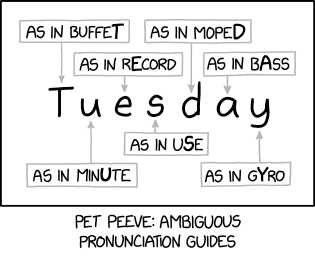 AS IN BUFFET AS IN MOPED
AS IN RECORD AS IN BASS
Tuesday
AS IN USE
AS IN MINUTE AS IN GYRO
PET PEEVE: AMBIGUOUS
PRONUNCIATION GUIDES